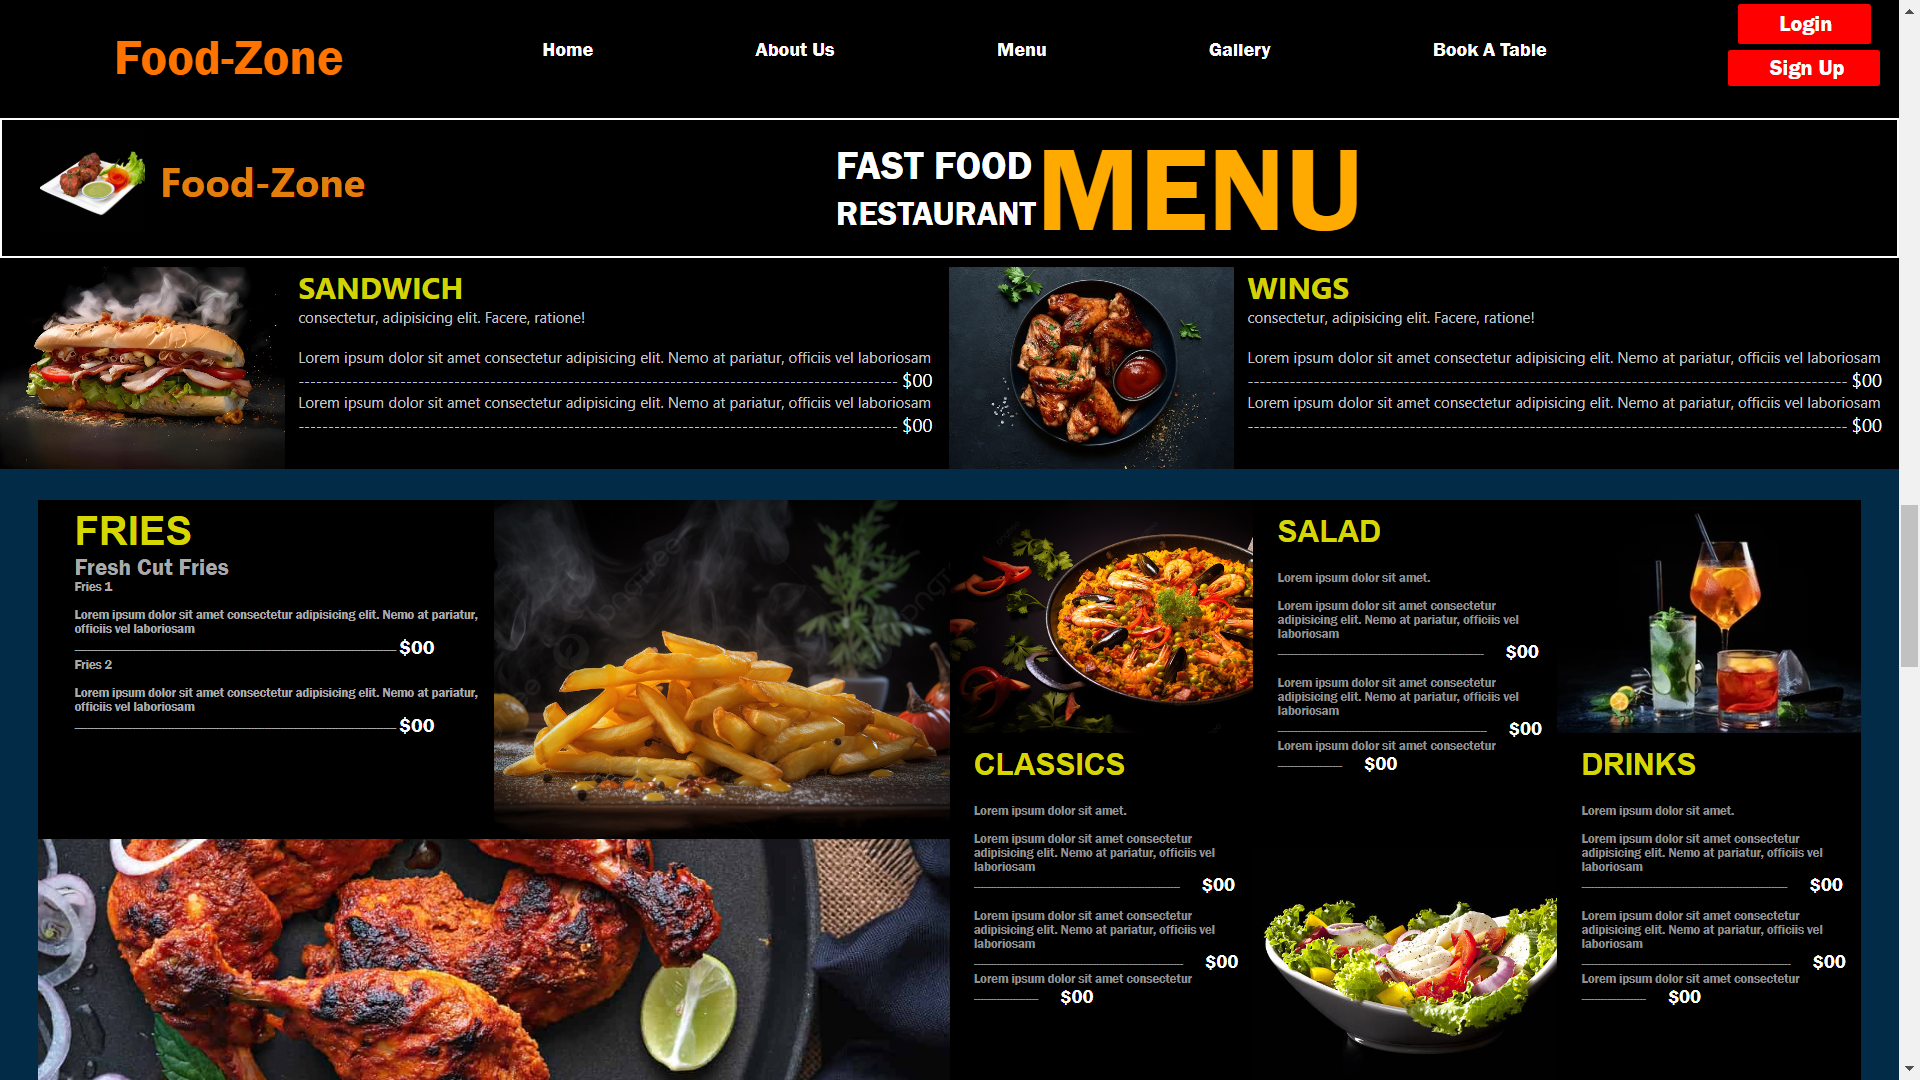 Food-Zone
Home
About Us
Menu
Gallery
Book A Table
Login
Sign Up
Food-Zone
FAST FOOD
RESTAURANT
MENU
SANDWICH
consectetur, adipisicing elit. Facere, ratione!
Lorem ipsum dolor sit amet consectetur adipisicing elit. Nemo at pariatur, officiis vel laboriosam
$00
Lorem ipsum dolor sit amet consectetur adipisicing elit. Nemo at pariatur, officiis vel laboriosam
$00
WINGS
consectetur, adipisicing elit. Facere, ratione!
Lorem ipsum dolor sit amet consectetur adipisicing elit. Nemo at pariatur, officiis vel laboriosam
$00
Lorem ipsum dolor sit amet consectetur adipisicing elit. Nemo at pariatur, officiis vel laboriosam
$00
FRIES
Fresh Cut Fries
Fries 1
Lorem ipsum dolor sit amet consectetur adipisicing elit. Nemo at pariatur,
officiis vel laboriosam
$00
Fries 2
Lorem ipsum dolor sit amet consectetur adipisicing elit. Nemo at pariatur,
officiis vel laboriosam
$00
CLASSICS
Lorem ipsum dolor sit amet.
Lorem ipsum dolor sit amet consectetur
adipisicing elit. Nemo at pariatur, officiis vel
laboriosam
$00
Lorem ipsum dolor sit amet consectetur
adipisicing elit. Nemo at pariatur, officiis vel
laboriosam
$00
Lorem ipsum dolor sit amet consectetur
$00
SALAD
Lorem ipsum dolor sit amet.
Lorem ipsum dolor sit amet consectetur
adipisicing elit. Nemo at pariatur, officiis vel
laboriosam
$00
Lorem ipsum dolor sit amet consectetur
adipisicing elit. Nemo at pariatur, officiis vel
laboriosam
$00
Lorem ipsum dolor sit amet consectetur
$00
DRINKS
Lorem ipsum dolor sit amet.
Lorem ipsum dolor sit amet consectetur
adipisicing elit. Nemo at pariatur, officiis vel
laboriosam
$00
Lorem ipsum dolor sit amet consectetur
adipisicing elit. Nemo at pariatur, officiis vel
laboriosam
$00
Lorem ipsum dolor sit amet consectetur
$00